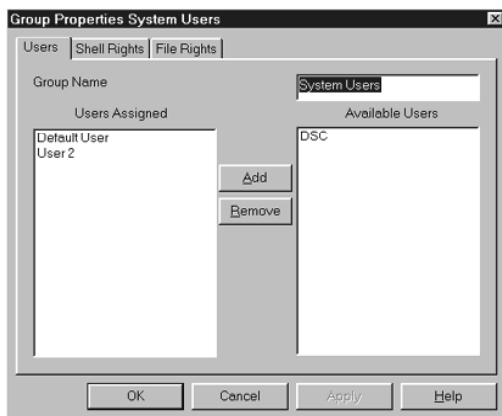 Group Properties System Users
Users Shell Rights File Rights
Group Name System Users
Users Assigned Available Users
Default User DSC
User 2
Add
Remove
OK Cancel Apply Help